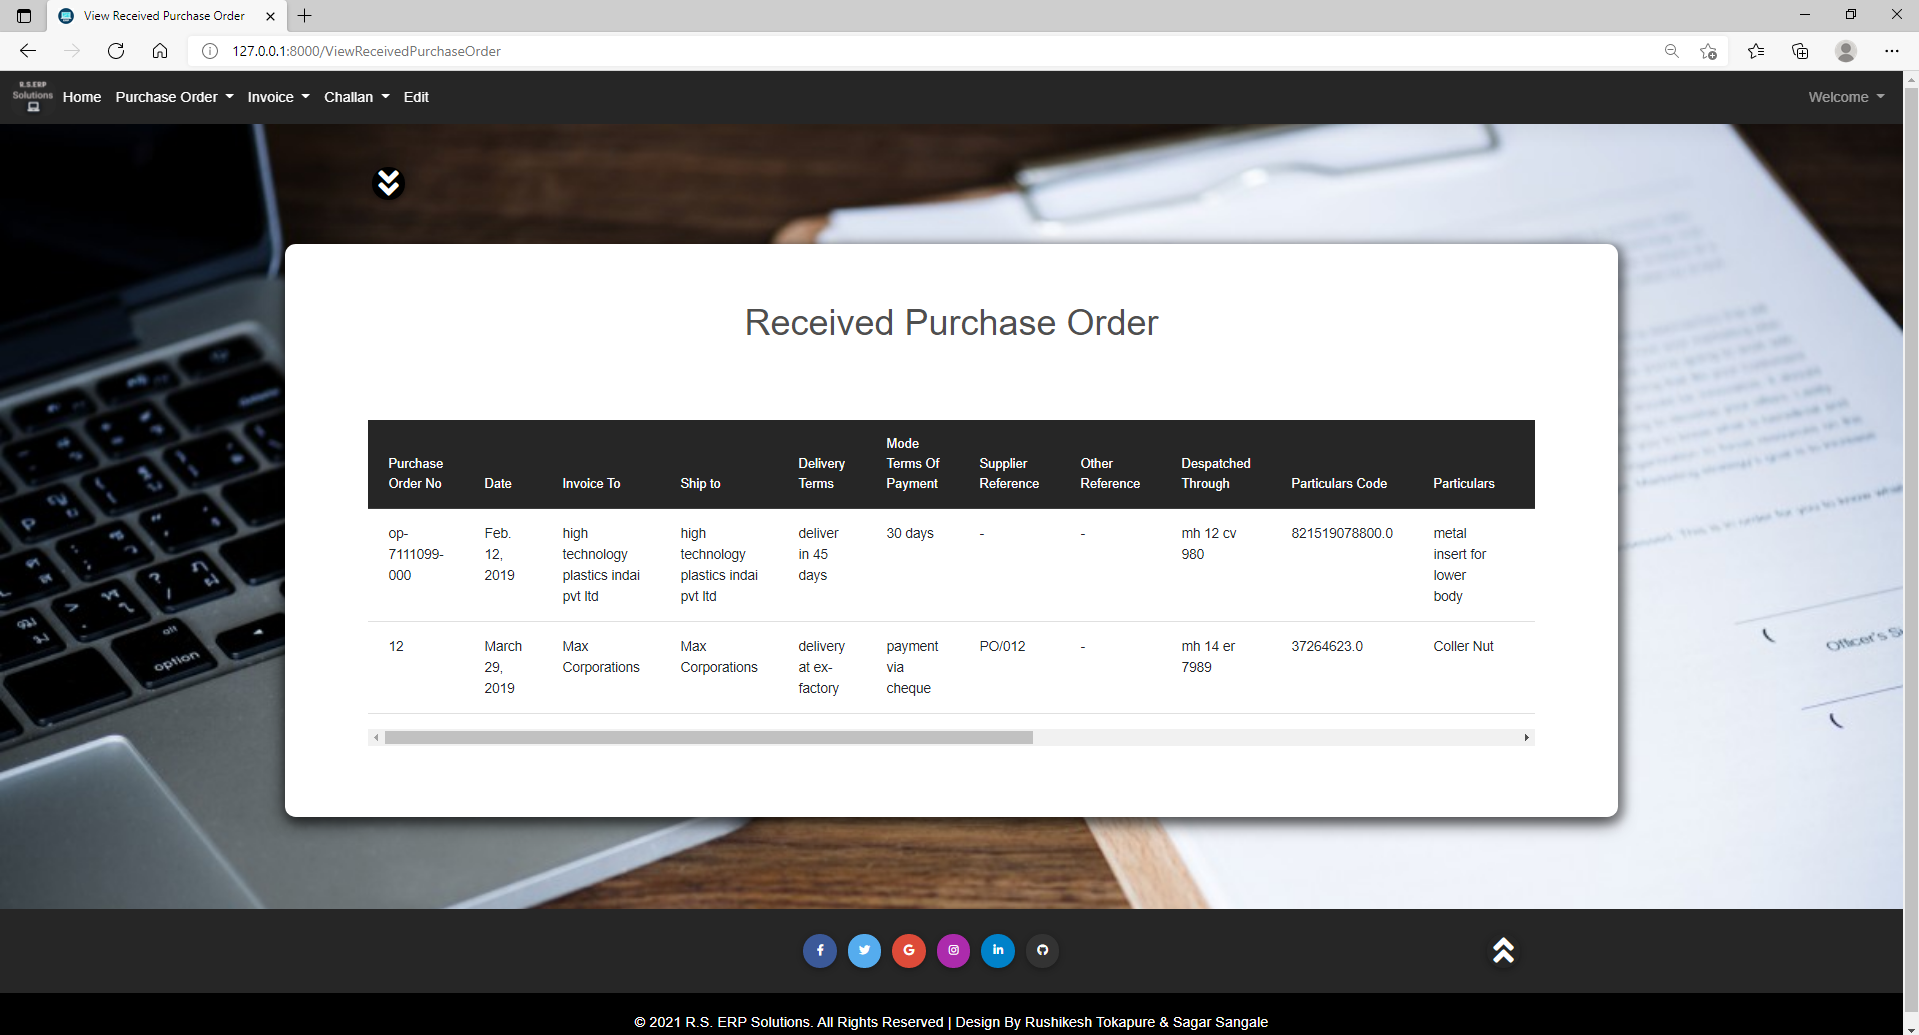 View Received Purchase Order
127.0.0.1:8000/ViewReceivedPurchaseOrder
R.S.ERP
Solutions
Home Purchase Order Invoice Challan Edit Welcome
Received Purchase Order
Purchase Order No Date Invoice To Ship to Delivery Terms Mode Terms Of Payment Supplier Reference Other Reference Despatched Through Particulars Code Particulars
op-7111099-000 Feb. 12, 2019 high technology plastics indai pvt ltd high technology plastics indai pvt ltd deliver in 45 days 30 days - - mh 12 cv 980 821519078800.0 metal insert for lower body
12 March 29, 2019 Max Corporations Max Corporations delivery at ex-factory payment via cheque PO/012 - mh 14 er 7989 37264623.0 Coller Nut
alt
option
Officer's
© 2021 R.S. ERP Solutions. All Rights Reserved | Design By Rushikesh Tokapure & Sagar Sangale